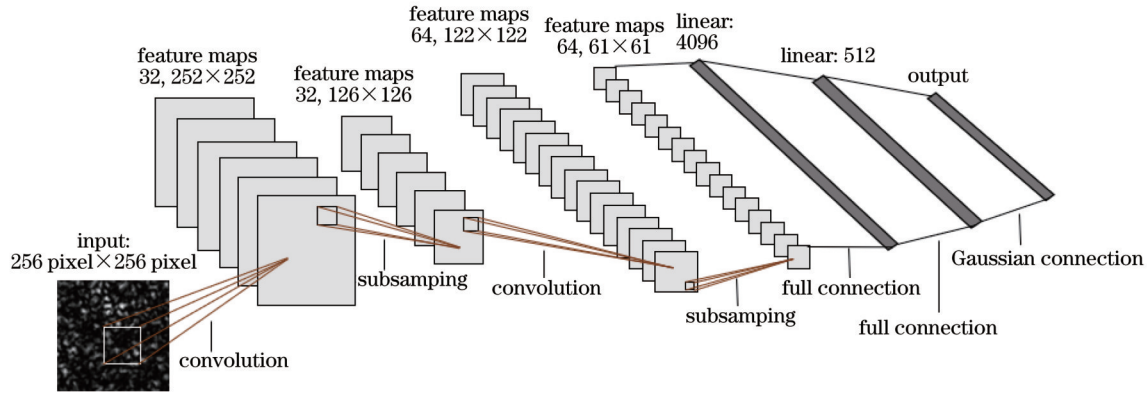 feature maps
32, 252×252
feature maps
32, 126×126
feature maps
64, 122×122
feature maps
64, 61×61
linear:
4096
linear: 512
output
input:
256 pixel×256 pixel
convolution
subsamping
convolution
subsamping
full connection
full connection
Gaussian connection